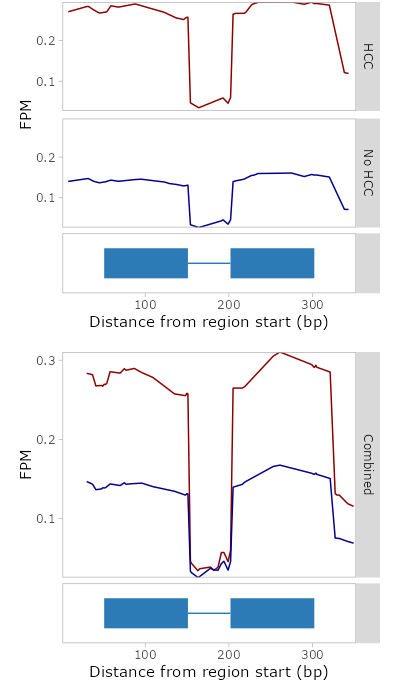 0.2
0.1
HCC
FPM
0.2
0.1
No HCC
100 200 300
Distance from region start (bp)
0.3
0.2
0.1
FPM
Combined
100 200 300
Distance from region start (bp)